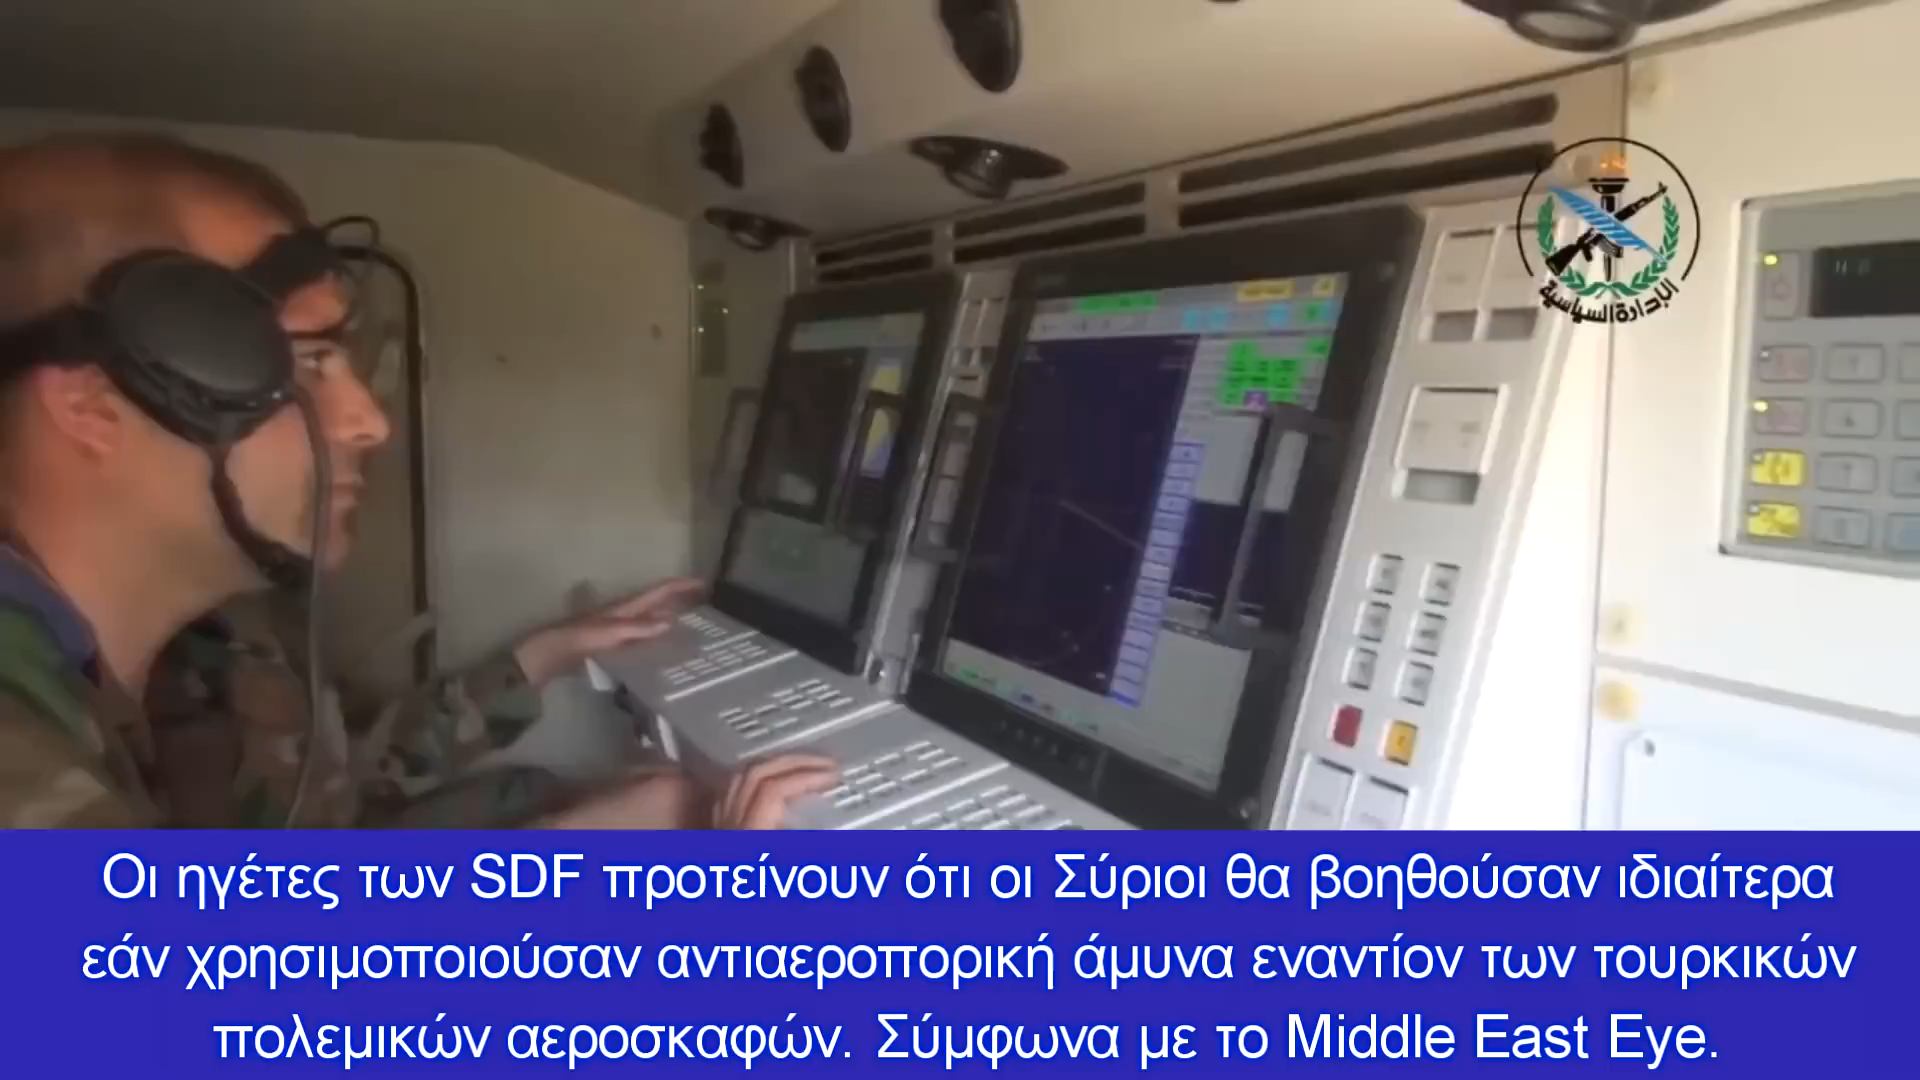 الإدارة السياسية
Οι ηγέτες των SDF προτείνουν ότι οι Σύριοι θα βοηθούσαν ιδιαίτερα
εάν χρησιμοποιούσαν αντιαεροπορική άμυνα εναντίον των τουρκικών
πολεμικών αεροσκαφών. Σύμφωνα με το Middle East Eye.